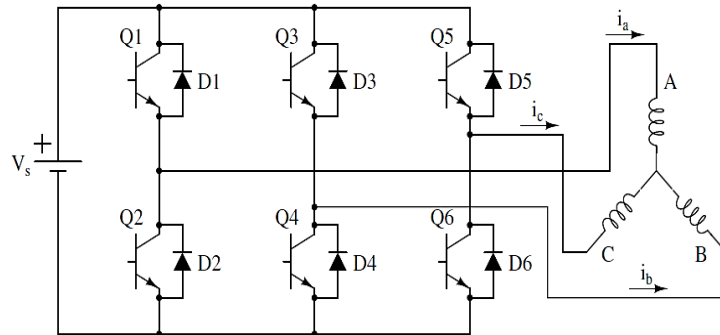 Q1 Q3 Q5 i_a
D1 D3 D5 A
i_c
+
V_s
Q2 Q4 Q6
D2 D4 D6 C B
i_b